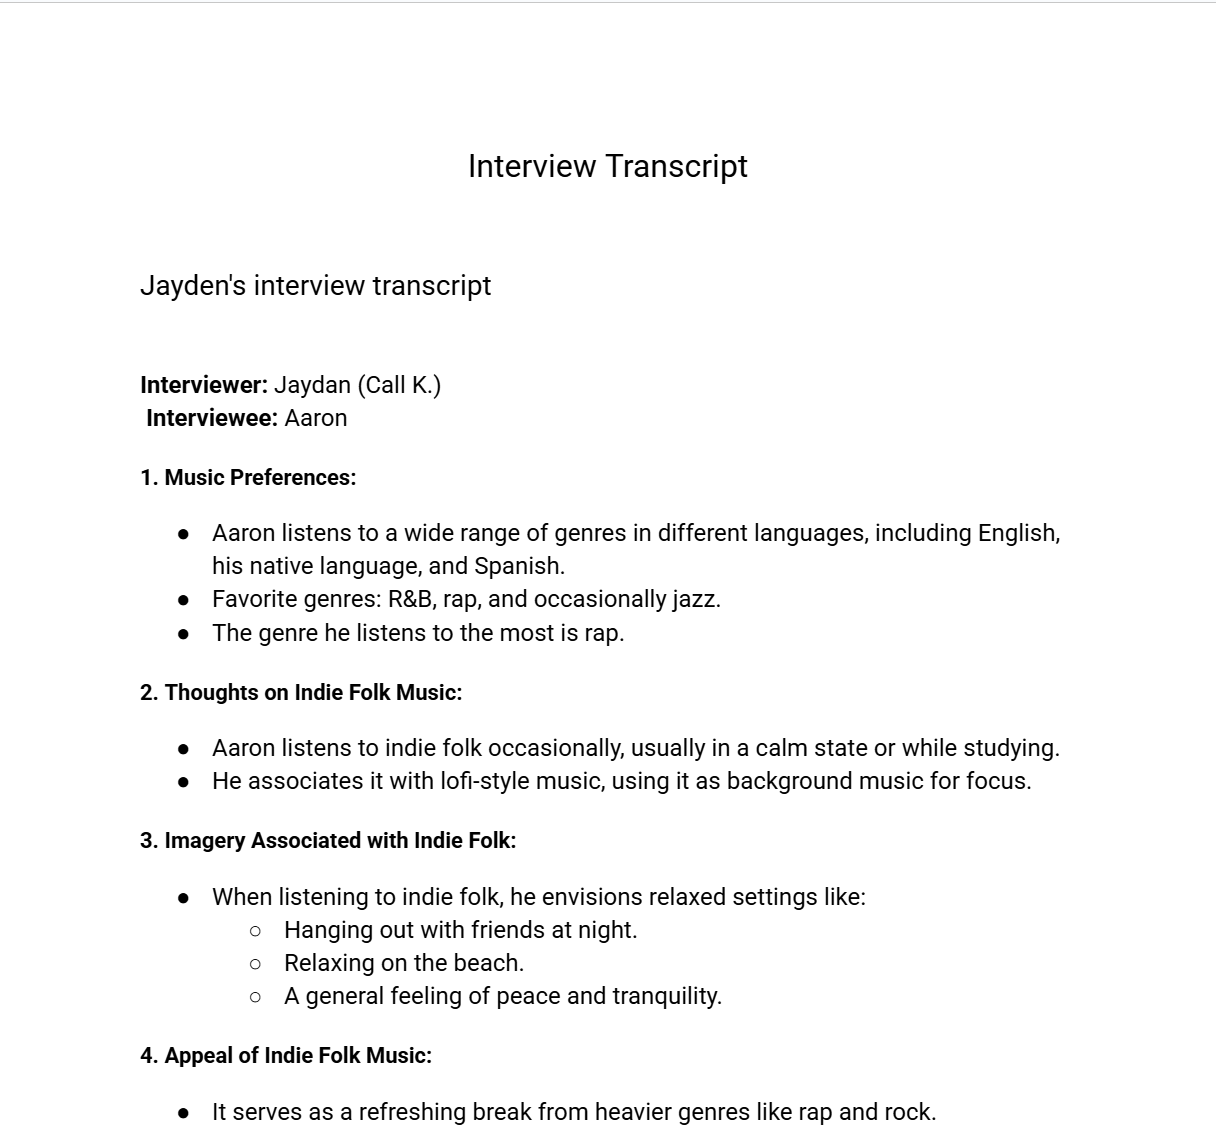 Interview Transcript
Jayden's interview transcript
Interviewer: Jaydan (Call K.)
Interviewee: Aaron
1. Music Preferences:
● Aaron listens to a wide range of genres in different languages, including English,
his native language, and Spanish.
● Favorite genres: R&B, rap, and occasionally jazz.
● The genre he listens to the most is rap.
2. Thoughts on Indie Folk Music:
● Aaron listens to indie folk occasionally, usually in a calm state or while studying.
● He associates it with lofi-style music, using it as background music for focus.
3. Imagery Associated with Indie Folk:
● When listening to indie folk, he envisions relaxed settings like:
○ Hanging out with friends at night.
○ Relaxing on the beach.
○ A general feeling of peace and tranquility.
4. Appeal of Indie Folk Music:
● It serves as a refreshing break from heavier genres like rap and rock.